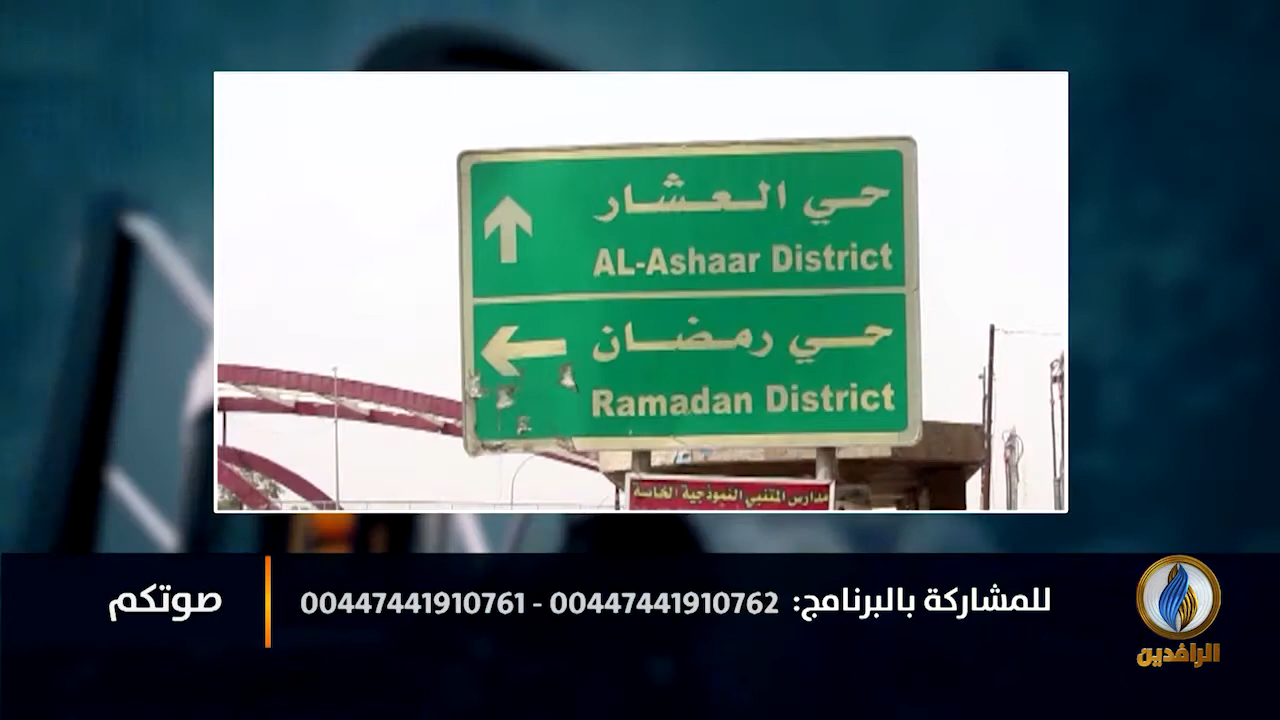 حي العشار
AL-Ashaar District
حي رمضان
Ramadan District
مدارس المتنبي النموذجية الخاصة
للمشاركة بالبرنامج: 00447441910762 - 00447441910761
صوتكم
الرافدين